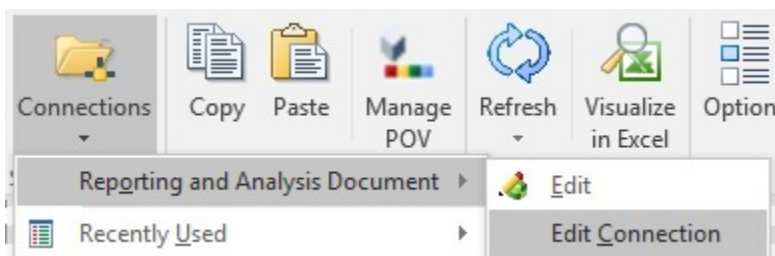 Connections Copy Paste Manage POV Refresh Visualize in Excel Option
Reporting and Analysis Document Edit
Recently Used Edit Connection